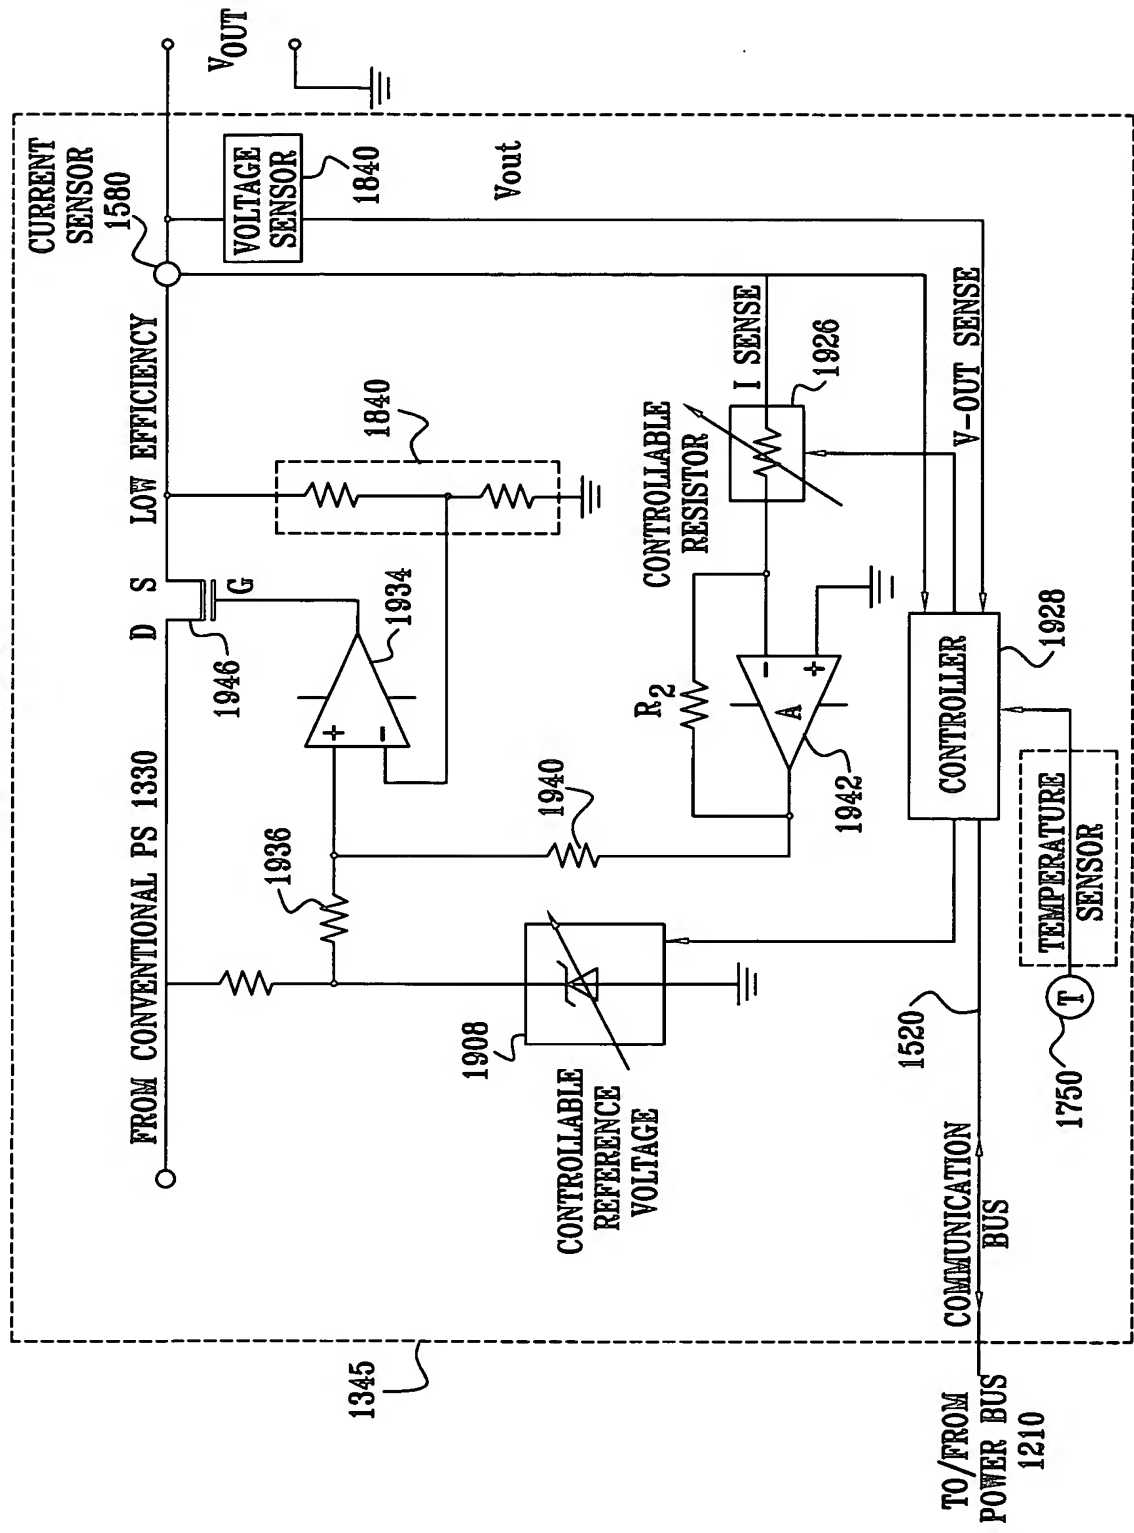 CURRENT
SENSOR
1580
VOUT
VOLTAGE
SENSOR
1840
Vout
FROM CONVENTIONAL PS 1330
D
S
LOW EFFICIENCY
G
1946
1934
+
-
1840
1936
1940
I SENSE
CONTROLLABLE
RESISTOR
1926
R2
-
+
A
1942
1908
CONTROLLABLE
REFERENCE
VOLTAGE
V-OUT SENSE
CONTROLLER
1928
TEMPERATURE
SENSOR
T
1750
1520
COMMUNICATION
BUS
1345
TO/FROM
POWER BUS
1210